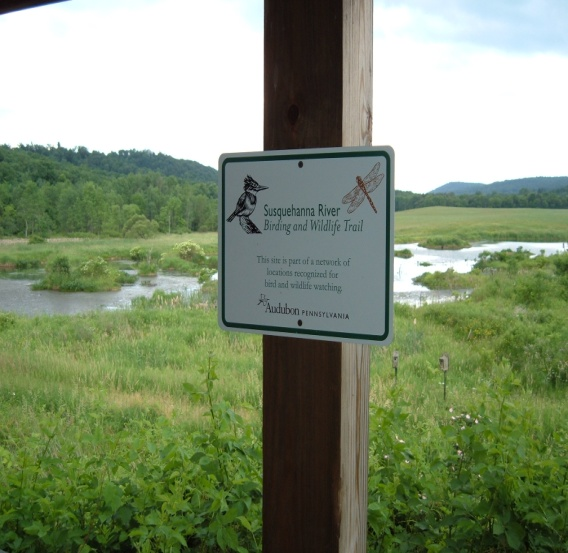 Susquehanna River
Birding and Wildlife Trail
This site is part of a network of
locations recognized for
bird and wildlife watching.
Audubon PENNSYLVANIA